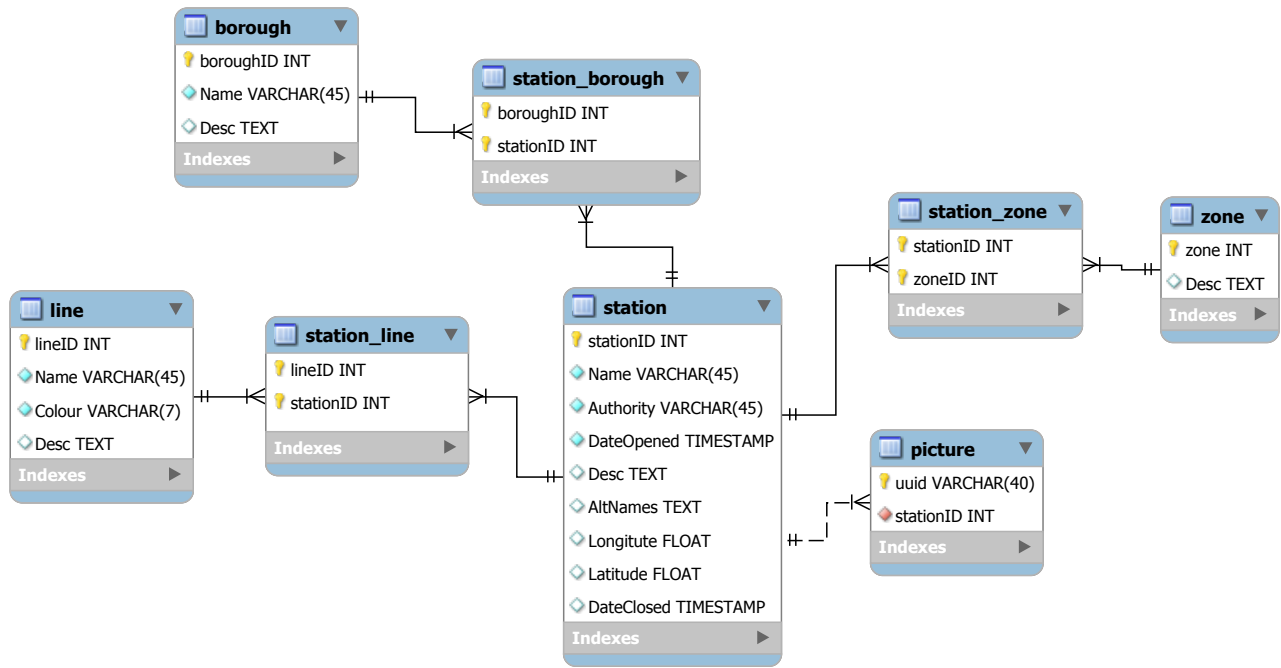 borough
boroughID INT
Name VARCHAR(45)
Desc TEXT
Indexes
station_borough
boroughID INT
stationID INT
Indexes
station_zone
stationID INT
zoneID INT
Indexes
zone
zone INT
Desc TEXT
Indexes
line
lineID INT
Name VARCHAR(45)
Colour VARCHAR(7)
Desc TEXT
Indexes
station_line
lineID INT
stationID INT
Indexes
station
stationID INT
Name VARCHAR(45)
Authority VARCHAR(45)
DateOpened TIMESTAMP
Desc TEXT
AltNames TEXT
Longitute FLOAT
Latitude FLOAT
DateClosed TIMESTAMP
Indexes
picture
uuid VARCHAR(40)
stationID INT
Indexes